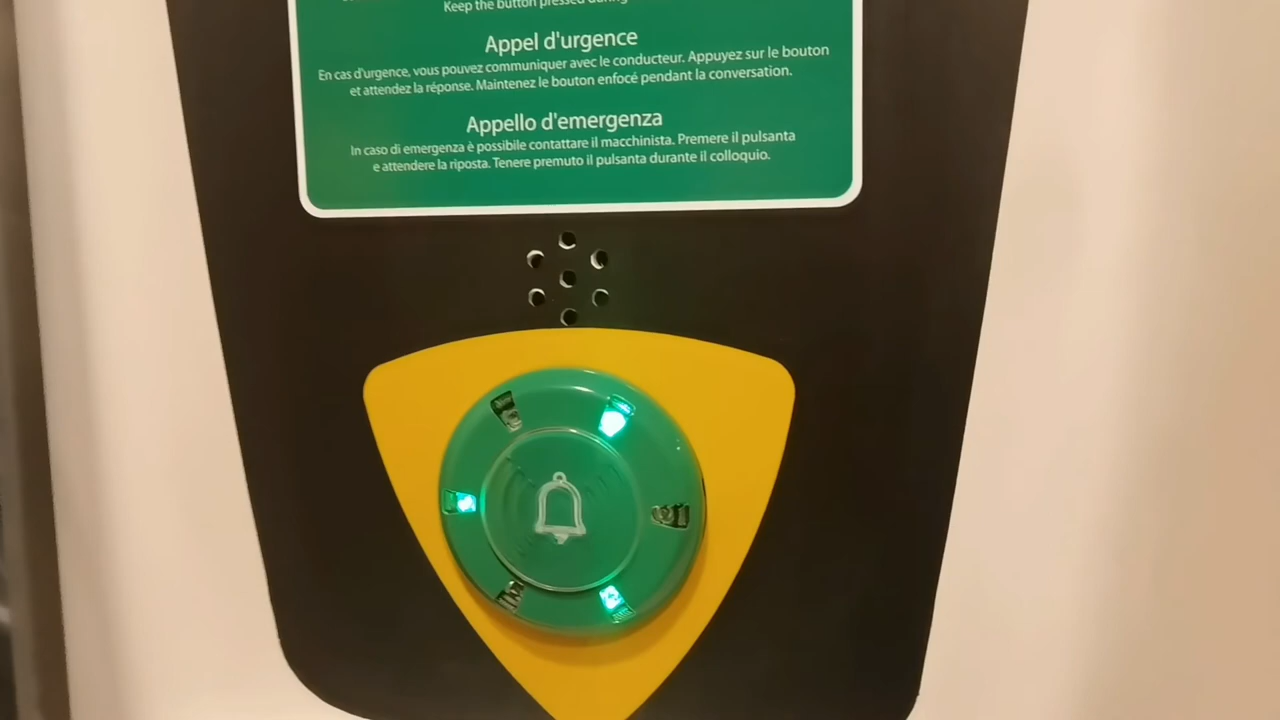 Keep the button pressed during
Appel d'urgence
En cas d'urgence, vous pouvez communiquer avec le conducteur. Appuyez sur le bouton
et attendez la réponse. Maintenez le bouton enfocé pendant la conversation.
Appello d'emergenza
In caso di emergenza è possibile contattare il macchinista. Premere il pulsanta
e attendere la riposta. Tenere premuto il pulsanta durante il colloquio.